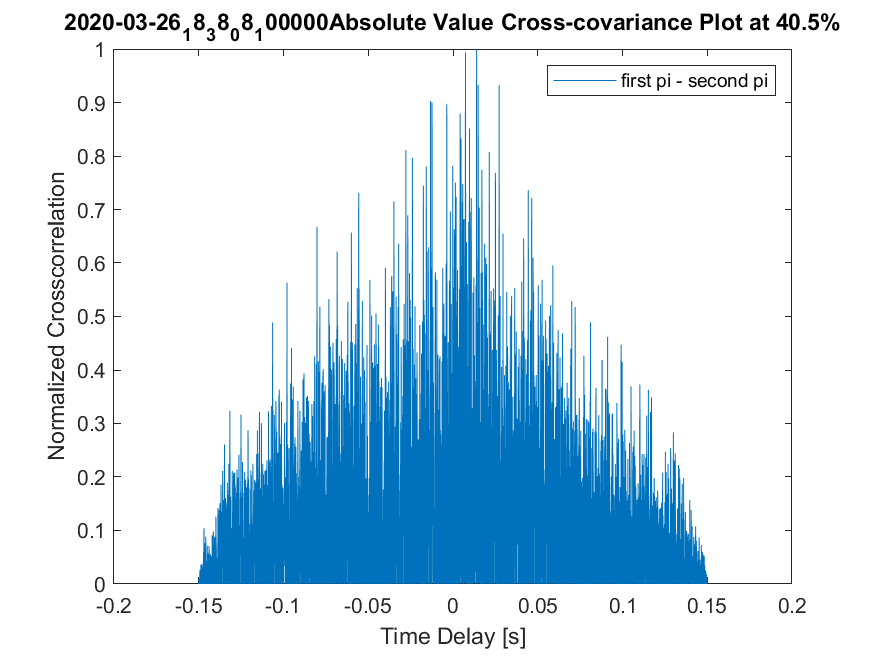 2020-03-26₁8₃8₀8₁00000Absolute Value Cross-covariance Plot at 40.5%
1
first pi - second pi
0.9
0.8
0.7
0.6
0.5
0.4
0.3
0.2
0.1
0
Normalized Crosscorrelation
-0.2 -0.15 -0.1 -0.05 0 0.05 0.1 0.15 0.2
Time Delay [s]